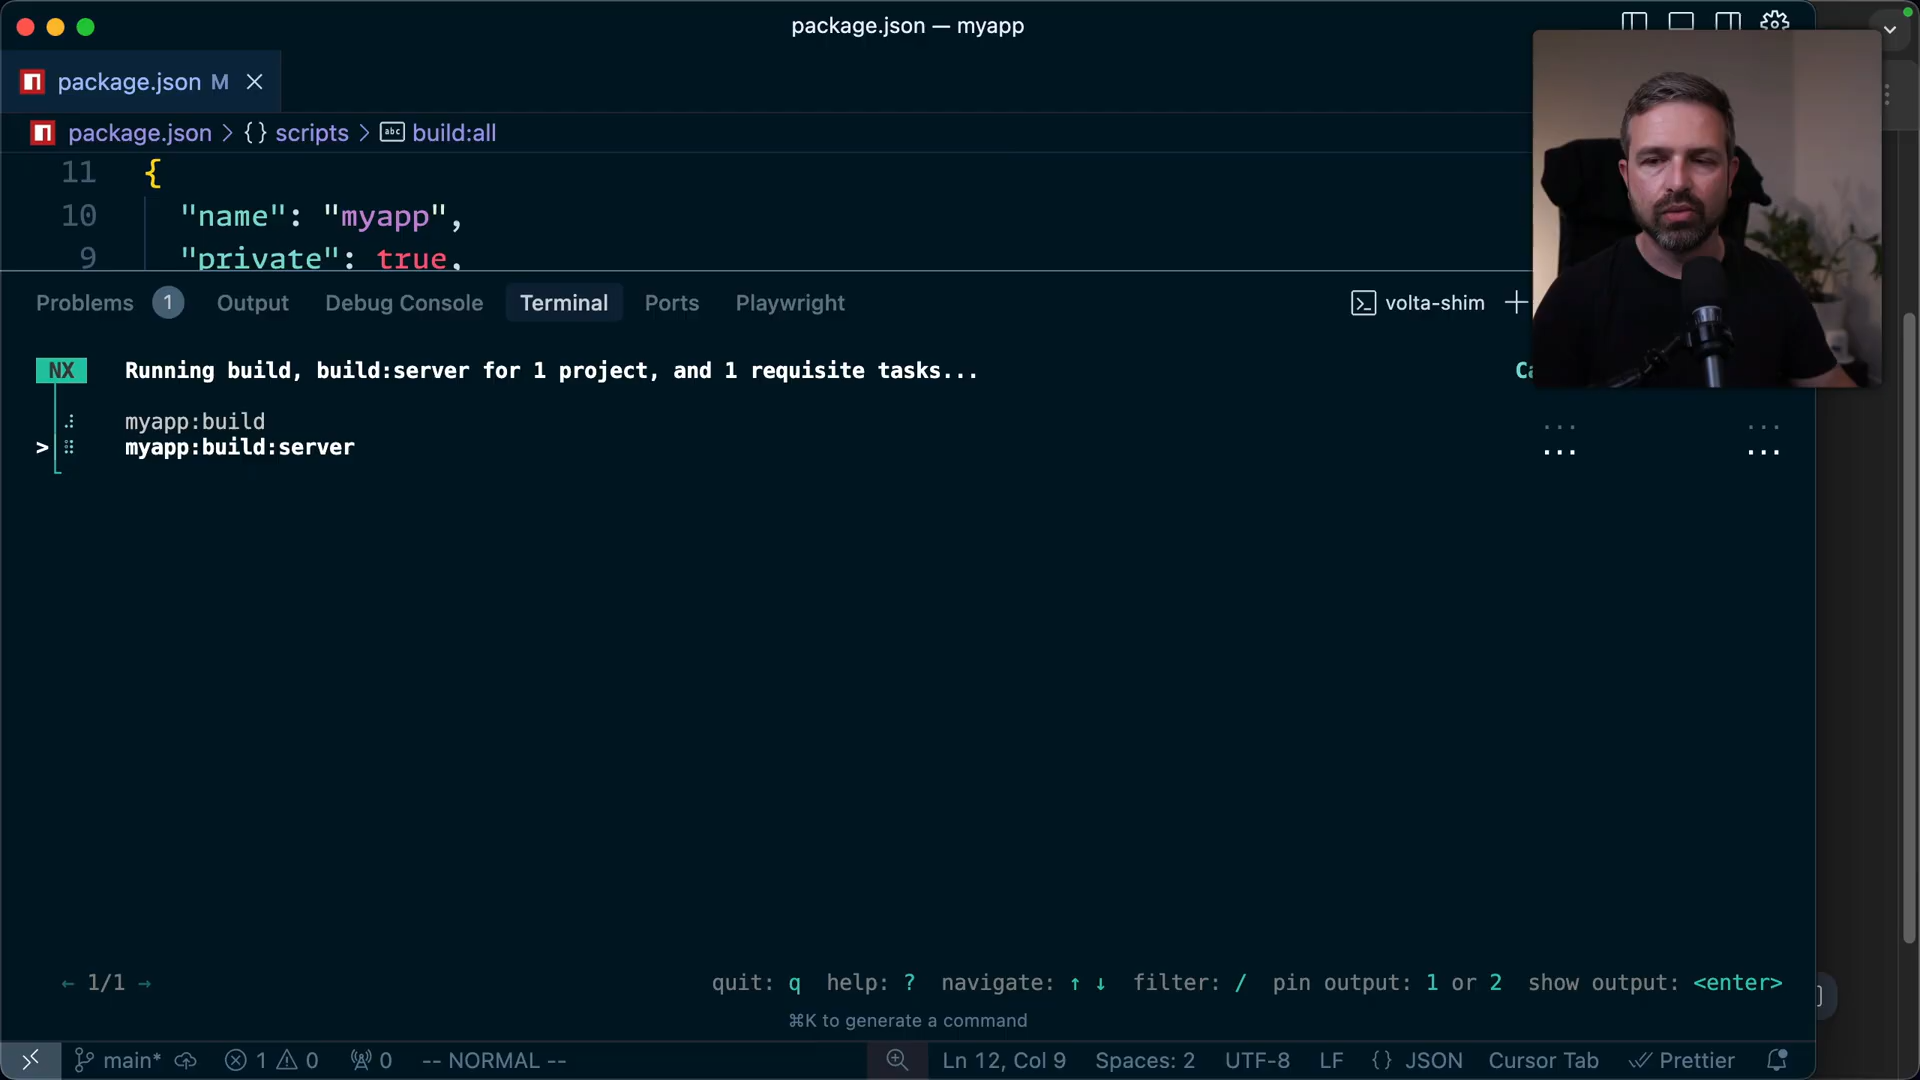 package.json — myapp
package.json M
package.json > {} scripts > abc build:all
11 {
10 "name": "myapp",
9 "private": true,
Problems 1 Output Debug Console Terminal Ports Playwright volta-shim
NX Running build, build:server for 1 project, and 1 requisite tasks... Ca
myapp:build ... ...
> myapp:build:server ... ...
← 1/1 → quit: q help: ? navigate: ↑ ↓ filter: / pin output: 1 or 2 show output: <enter>
⌘K to generate a command
main* 1 0 0 -- NORMAL -- Ln 12, Col 9 Spaces: 2 UTF-8 LF {} JSON Cursor Tab Prettier